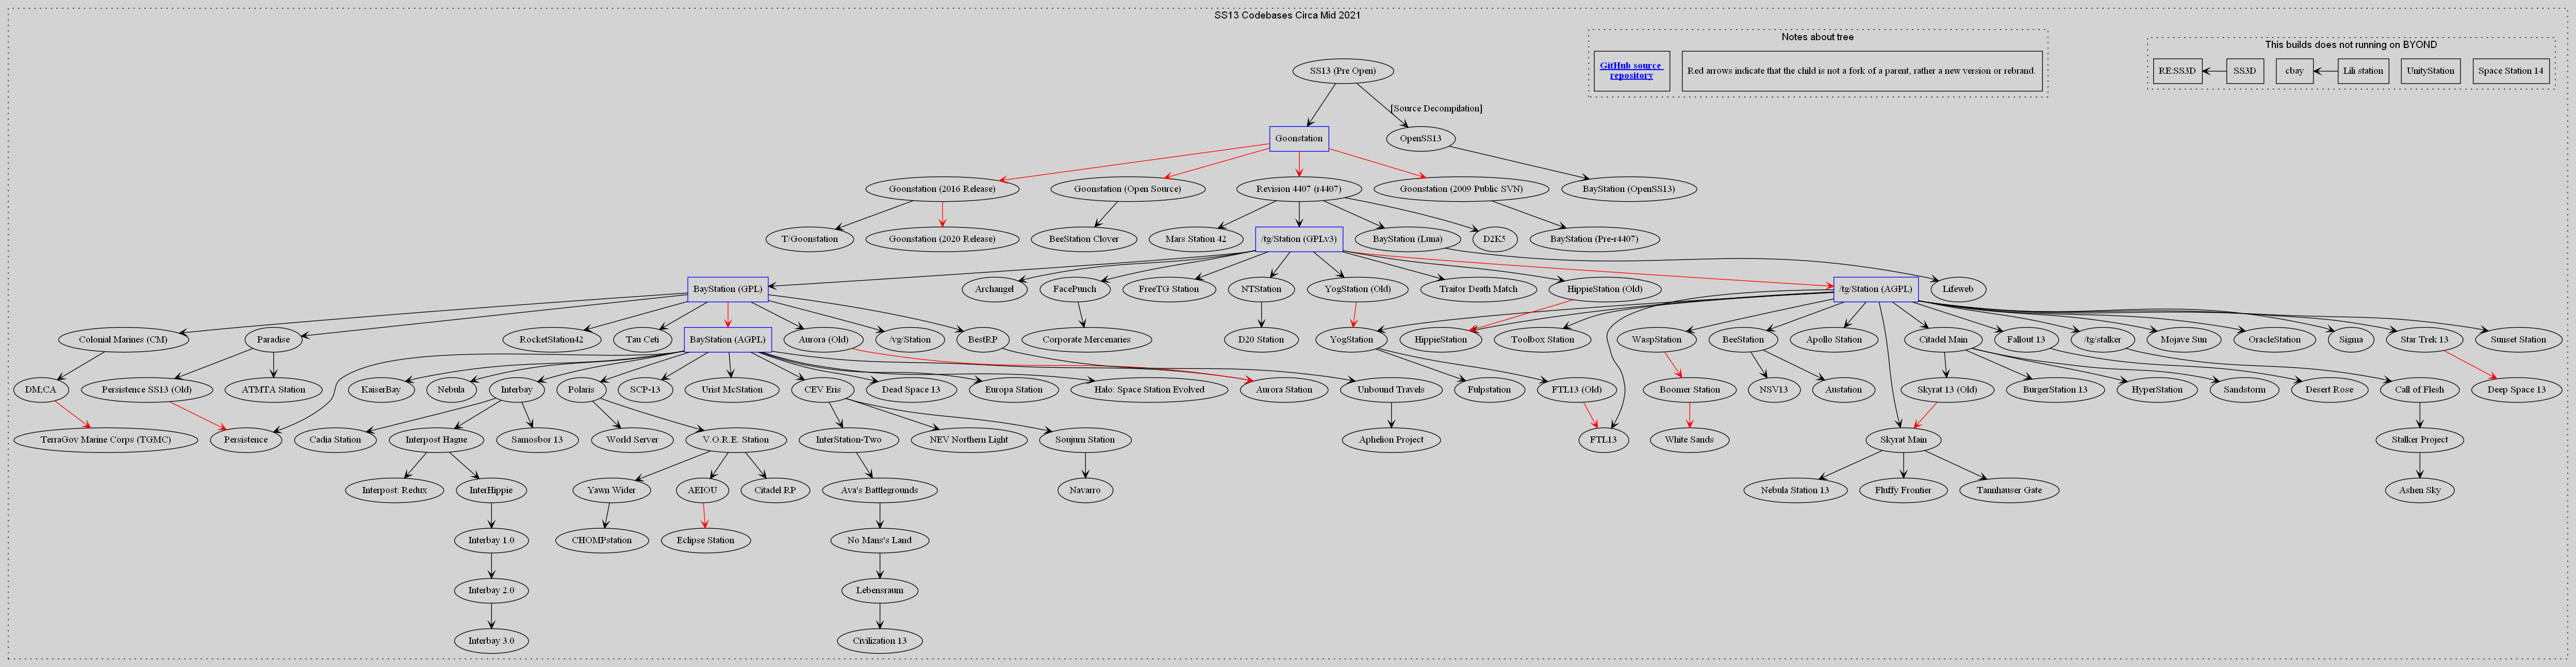 SS13 Codebases Circa Mid 2021
Notes about tree
GitHub source
repository
Red arrows indicate that the child is not a fork of a parent, rather a new version or rebrand.
This builds does not running on BYOND
RE:SS3D
SS3D
cbay
Lili station
UnityStation
Space Station 14
SS13 (Pre Open)
[Source Decompilation]
Goonstation
OpenSS13
Goonstation (2016 Release)
Goonstation (Open Source)
Revision 4407 (r4407)
Goonstation (2009 Public SVN)
BayStation (OpenSS13)
T/Goonstation
Goonstation (2020 Release)
BeeStation Clover
Mars Station 42
/tg/Station (GPLv3)
BayStation (Luna)
D2K5
BayStation (Pre-r4407)
BayStation (GPL)
Archangel
FacePunch
FreeTG Station
NTStation
YogStation (Old)
Traitor Death Match
HippieStation (Old)
/tg/Station (AGPL)
Lifeweb
Colonial Marines (CM)
Paradise
RocketStation42
Tau Ceti
BayStation (AGPL)
Aurora (Old)
/vg/Station
BestRP
Corporate Mercenaries
D20 Station
YogStation
HippieStation
Toolbox Station
WaspStation
BeeStation
Apollo Station
Citadel Main
Fallout 13
/tg/stalker
Mojave Sun
OracleStation
Sigma
Star Trek 13
Sunset Station
DM;CA
Persistence SS13 (Old)
ATMTA Station
KaiserBay
Nebula
Interbay
Polaris
SCP-13
Urist McStation
CEV Eris
Dead Space 13
Europa Station
Halo: Space Station Evolved
Aurora Station
Unbound Travels
Fulpstation
FTL13 (Old)
Boomer Station
NSV13
Austation
Skyrat 13 (Old)
BurgerStation 13
HyperStation
Sandstorm
Desert Rose
Call of Flesh
Deep Space 13
TerraGov Marine Corps (TGMC)
Persistence
Cadia Station
Interpost Hague
Samosbor 13
World Server
V.O.R.E. Station
InterStation-Two
NEV Northern Light
Soujurn Station
Aphelion Project
FTL13
White Sands
Skyrat Main
Stalker Project
Interpost: Redux
InterHippie
Yawn Wider
AEIOU
Citadel RP
Ava's Battlegrounds
Navarro
Nebula Station 13
Fluffy Frontier
Tannhauser Gate
Ashen Sky
Interbay 1.0
CHOMPstation
Eclipse Station
No Mans's Land
Interbay 2.0
Lebensraum
Interbay 3.0
Civilization 13